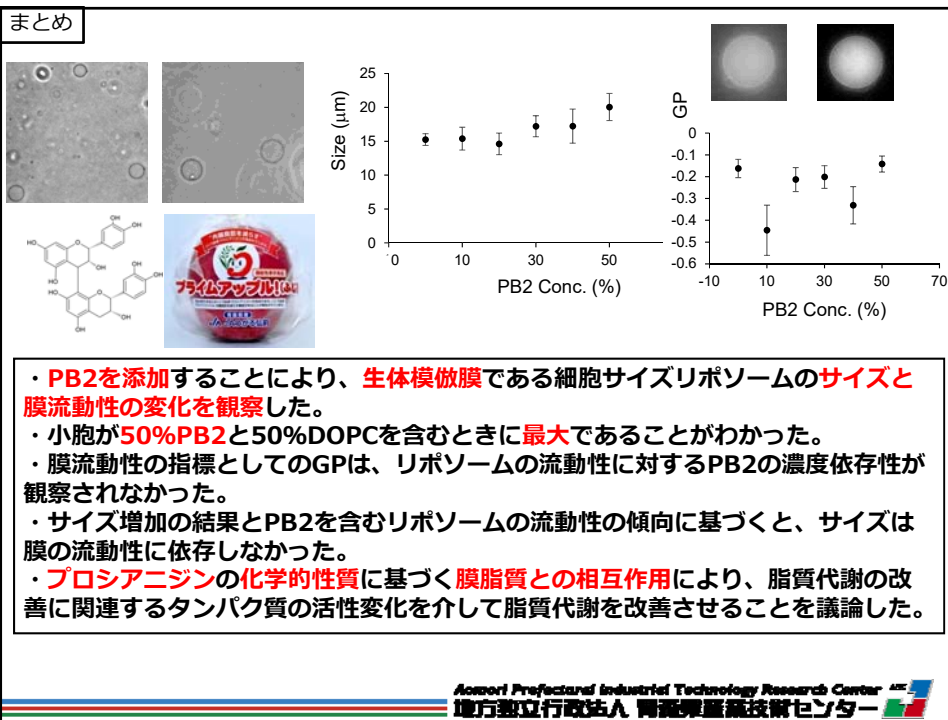 まとめ
25
20
15
10
5
0
Size (μm)
0
10
30
50
PB2 Conc. (%)
GP
0
-0.1
-0.2
-0.3
-0.4
-0.5
-0.6
-10
10
30
50
70
PB2 Conc. (%)
OH
OH
HO
O
OH
HO
OH
OH
HO
O
OH
OH
プライムアップル!(ふじ)
・PB2を添加することにより、生体模倣膜である細胞サイズリポソームのサイズと
膜流動性の変化を観察した。
・小胞が50%PB2と50%DOPCを含むときに最大であることがわかった。
・膜流動性の指標としてのGPは、リポソームの流動性に対するPB2の濃度依存性が
観察されなかった。
・サイズ増加の結果とPB2を含むリポソームの流動性の傾向に基づくと、サイズは
膜の流動性に依存しなかった。
・プロシアニジンの化学的性質に基づく膜脂質との相互作用により、脂質代謝の改
善に関連するタンパク質の活性変化を介して脂質代謝を改善させることを議論した。
Aomori Prefectural Industrial Technology Research Center
地方独立行政法人 青森県産業技術センター